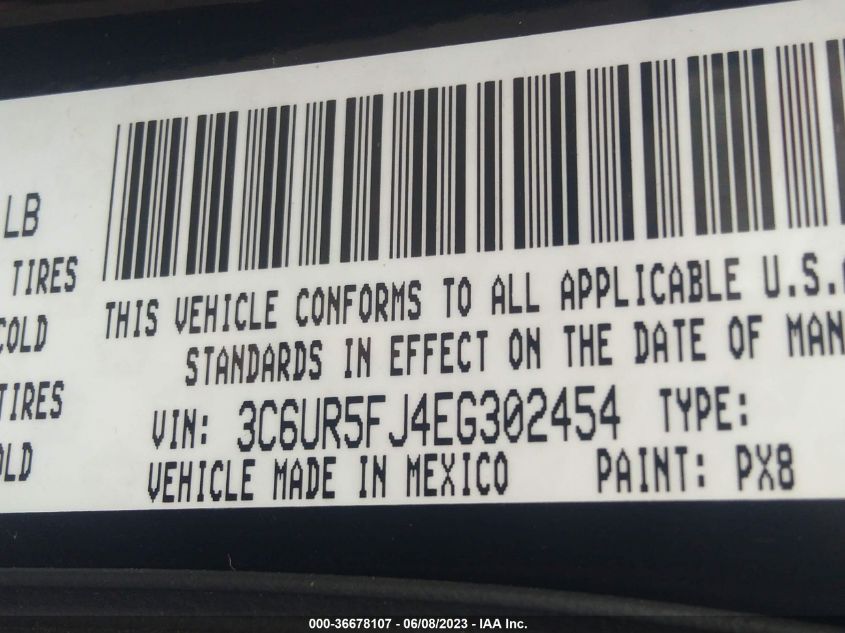 LB
TIRES
COLD
TIRES
OLD
THIS VEHICLE CONFORMS TO ALL APPLICABLE U.S.
STANDARDS IN EFFECT ON THE DATE OF MAN
VIN: 3C6UR5FJ4EG302454 TYPE:
VEHICLE MADE IN MEXICO PAINT: PX8
000-36678107 - 06/08/2023 - IAA Inc.